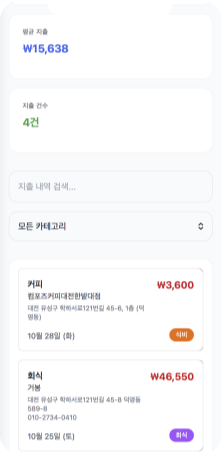 평균 지출
₩15,638
지출 건수
4건
지출 내역 검색...
모든 카테고리
커피
₩3,600
컴포즈커피대전한밭대점
대전 유성구 학하서로121번길 45-6, 1층 (덕
명동)
10월 28일 (화)
식비
회식
₩46,550
거봉
대전 유성구 학하서로121번길 45-8 덕명동
589-8
010-2734-0410
10월 25일 (토)
회식